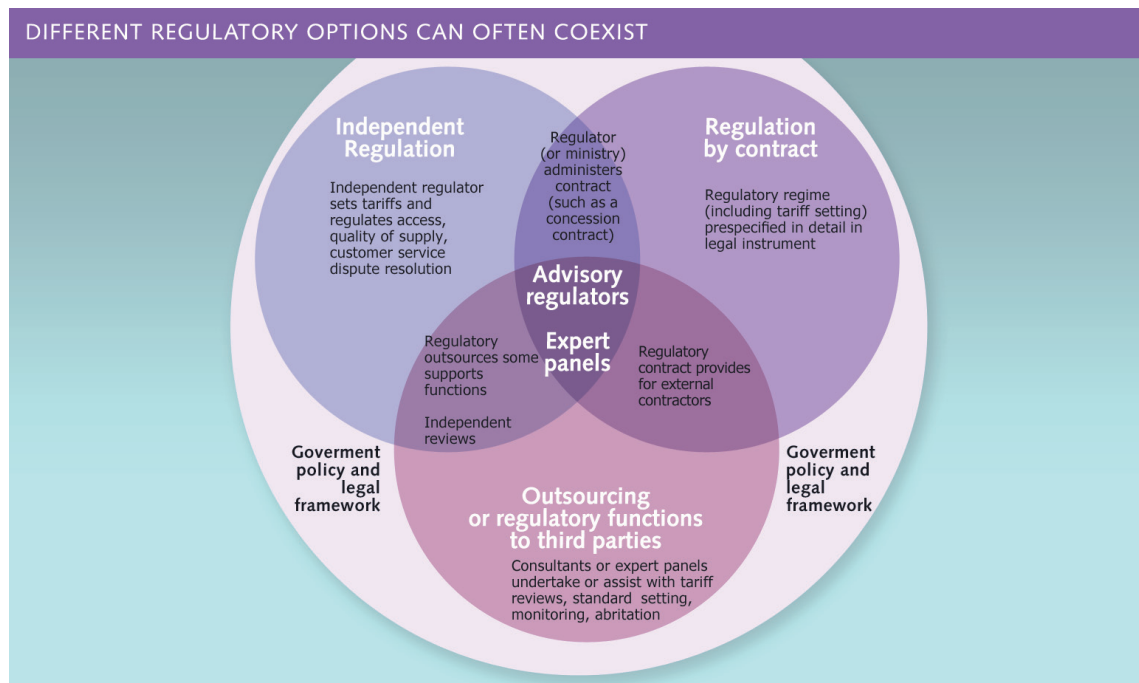 DIFFERENT REGULATORY OPTIONS CAN OFTEN COEXIST
Independent
Regulation
Independent regulator
sets tariffs and
regulates access,
quality of supply,
customer service
dispute resolution
Regulator
(or ministry)
administers
contract
(such as a
concession
contract)
Regulation
by contract
Regulatory regime
(including tariff setting)
prespecified in detail in
legal instrument
Advisory
regulators
Expert
panels
Regulatory
outsources some
supports
functions
Independent
reviews
Regulatory
contract provides
for external
contractors
Goverment
policy and
legal
framework
Goverment
policy and
legal
framework
Outsourcing
or regulatory functions
to third parties
Consultants or expert panels
undertake or assist with tariff
reviews, standard setting,
monitoring, abritation